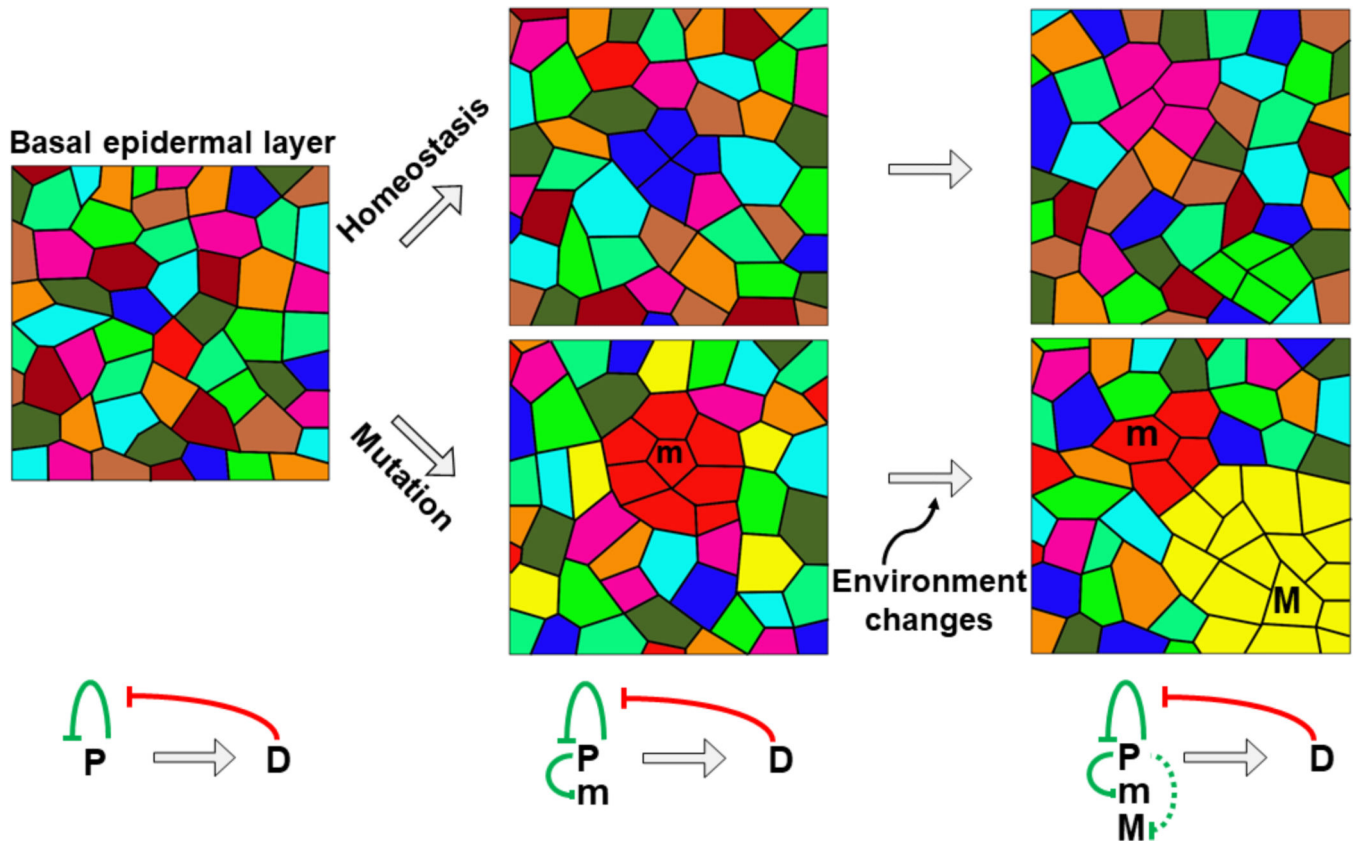 Basal epidermal layer
Homeostasis
Mutation
m
m
M
Environment
changes
P D
P D
m
P D
m
M